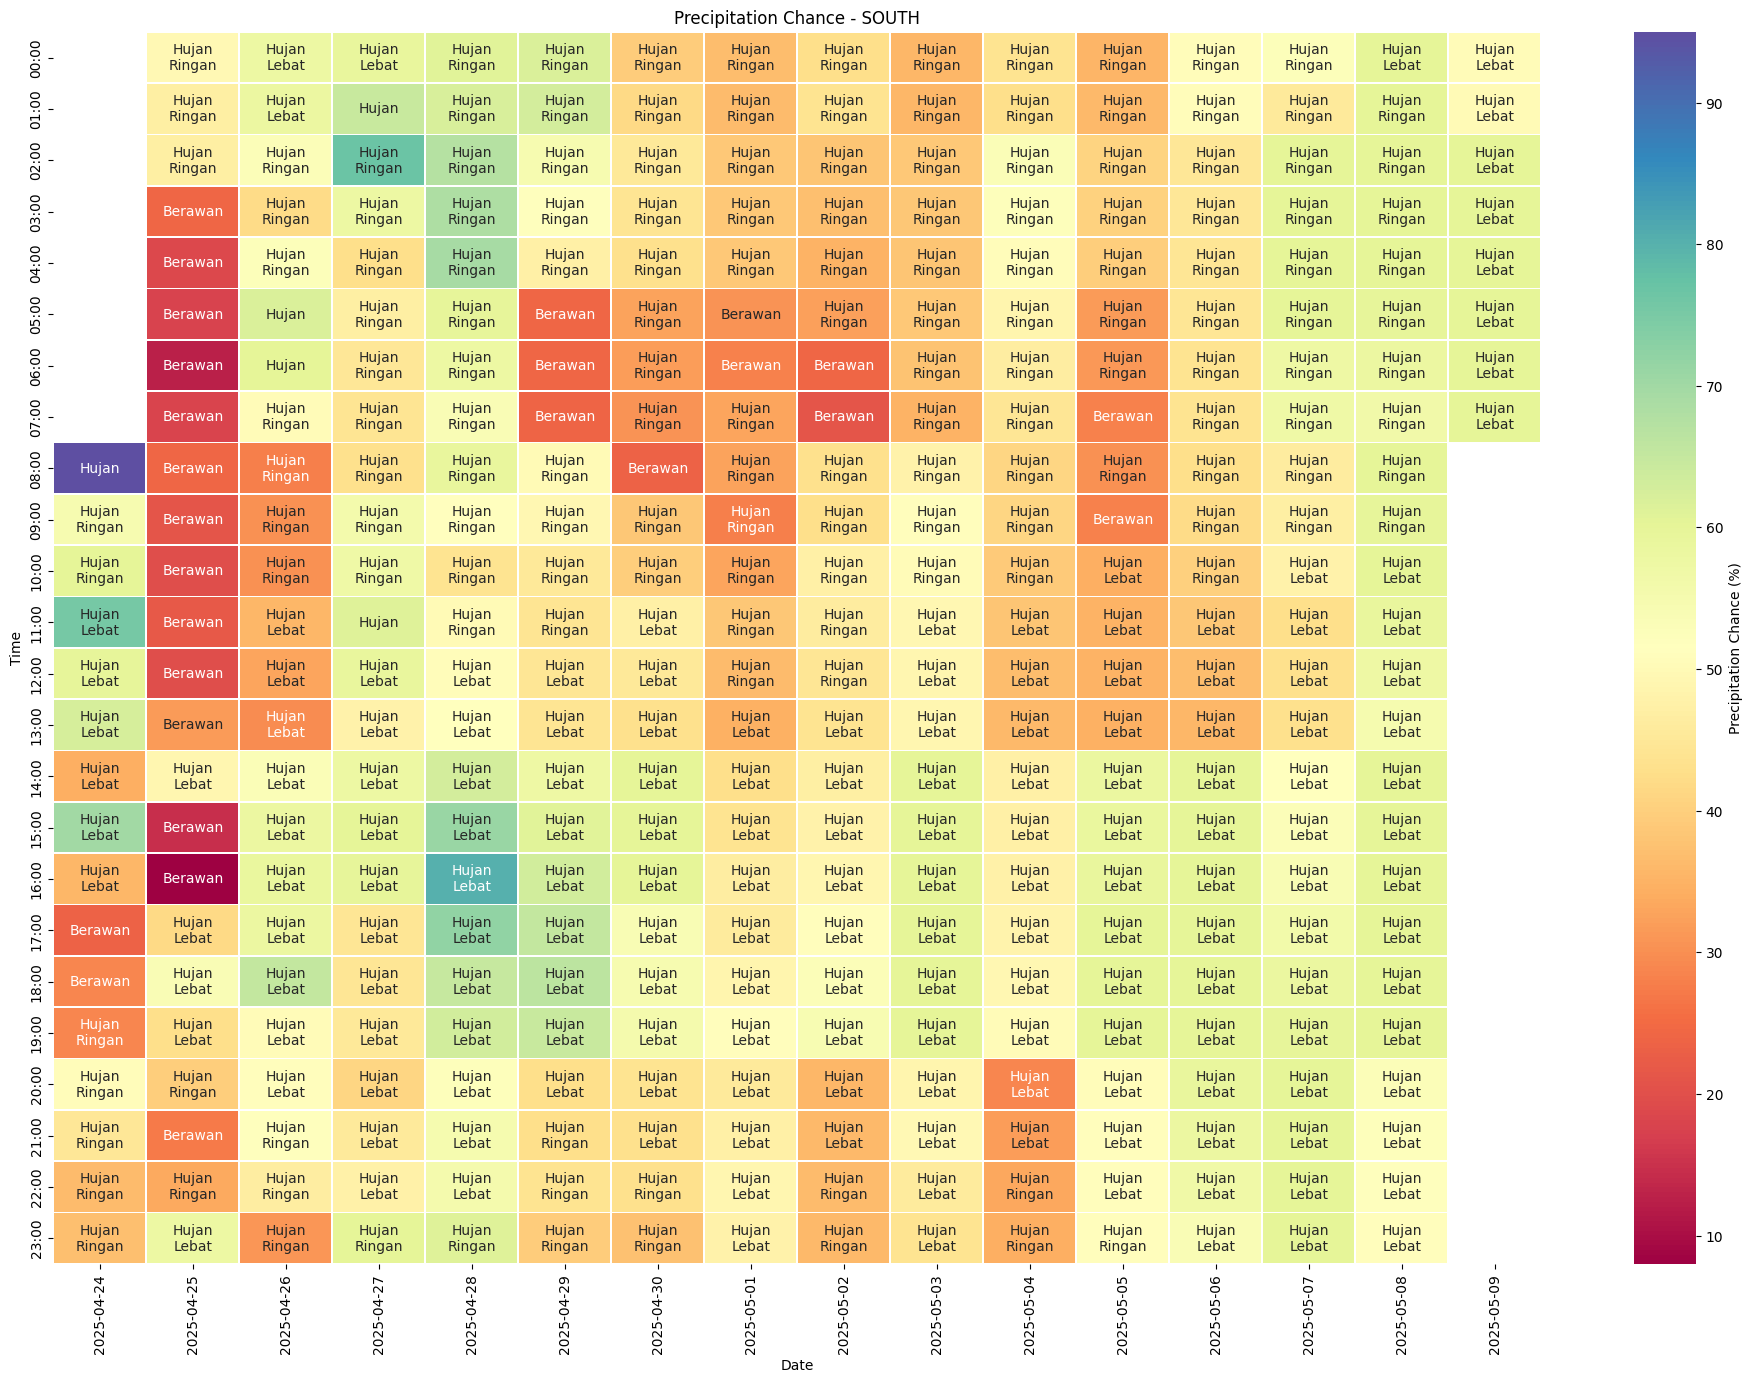 Precipitation Chance - SOUTH
00:00 Hujan Ringan Hujan Lebat Hujan Lebat Hujan Ringan Hujan Ringan Hujan Ringan Hujan Ringan Hujan Ringan Hujan Ringan Hujan Ringan Hujan Ringan Hujan Ringan Hujan Ringan Hujan Lebat Hujan Lebat
01:00 Hujan Ringan Hujan Lebat Hujan Hujan Ringan Hujan Ringan Hujan Ringan Hujan Ringan Hujan Ringan Hujan Ringan Hujan Ringan Hujan Ringan Hujan Ringan Hujan Ringan Hujan Ringan Hujan Lebat
02:00 Hujan Ringan Hujan Ringan Hujan Ringan Hujan Ringan Hujan Ringan Hujan Ringan Hujan Ringan Hujan Ringan Hujan Ringan Hujan Ringan Hujan Ringan Hujan Ringan Hujan Ringan Hujan Ringan Hujan Lebat
03:00 Berawan Hujan Ringan Hujan Ringan Hujan Ringan Hujan Ringan Hujan Ringan Hujan Ringan Hujan Ringan Hujan Ringan Hujan Ringan Hujan Ringan Hujan Ringan Hujan Ringan Hujan Ringan Hujan Lebat
04:00 Berawan Hujan Ringan Hujan Ringan Hujan Ringan Hujan Ringan Hujan Ringan Hujan Ringan Hujan Ringan Hujan Ringan Hujan Ringan Hujan Ringan Hujan Ringan Hujan Ringan Hujan Ringan Hujan Lebat
05:00 Berawan Hujan Hujan Ringan Hujan Ringan Berawan Hujan Ringan Berawan Hujan Ringan Hujan Ringan Hujan Ringan Hujan Ringan Hujan Ringan Hujan Ringan Hujan Ringan Hujan Lebat
06:00 Berawan Hujan Hujan Ringan Hujan Ringan Berawan Hujan Ringan Berawan Berawan Hujan Ringan Hujan Ringan Hujan Ringan Hujan Ringan Hujan Ringan Hujan Ringan Hujan Lebat
07:00 Berawan Hujan Ringan Hujan Ringan Hujan Ringan Berawan Hujan Ringan Hujan Ringan Berawan Hujan Ringan Hujan Ringan Berawan Hujan Ringan Hujan Ringan Hujan Ringan Hujan Lebat
08:00 Hujan Berawan Hujan Ringan Hujan Ringan Hujan Ringan Hujan Ringan Berawan Hujan Ringan Hujan Ringan Hujan Ringan Hujan Ringan Hujan Ringan Hujan Ringan Hujan Ringan Hujan Ringan
09:00 Hujan Ringan Berawan Hujan Ringan Hujan Ringan Hujan Ringan Hujan Ringan Hujan Ringan Hujan Ringan Hujan Ringan Hujan Ringan Hujan Ringan Berawan Hujan Ringan Hujan Ringan Hujan Ringan
10:00 Hujan Ringan Berawan Hujan Ringan Hujan Ringan Hujan Ringan Hujan Ringan Hujan Ringan Hujan Ringan Hujan Ringan Hujan Ringan Hujan Ringan Hujan Lebat Hujan Ringan Hujan Lebat Hujan Lebat
11:00 Hujan Lebat Berawan Hujan Lebat Hujan Hujan Ringan Hujan Ringan Hujan Lebat Hujan Ringan Hujan Ringan Hujan Lebat Hujan Lebat Hujan Lebat Hujan Lebat Hujan Lebat Hujan Lebat
12:00 Hujan Lebat Berawan Hujan Lebat Hujan Lebat Hujan Lebat Hujan Lebat Hujan Lebat Hujan Ringan Hujan Ringan Hujan Lebat Hujan Lebat Hujan Lebat Hujan Lebat Hujan Lebat Hujan Lebat
13:00 Hujan Lebat Berawan Hujan Lebat Hujan Lebat Hujan Lebat Hujan Lebat Hujan Lebat Hujan Lebat Hujan Lebat Hujan Lebat Hujan Lebat Hujan Lebat Hujan Lebat Hujan Lebat Hujan Lebat
14:00 Hujan Lebat Hujan Lebat Hujan Lebat Hujan Lebat Hujan Lebat Hujan Lebat Hujan Lebat Hujan Lebat Hujan Lebat Hujan Lebat Hujan Lebat Hujan Lebat Hujan Lebat Hujan Lebat Hujan Lebat
15:00 Hujan Lebat Berawan Hujan Lebat Hujan Lebat Hujan Lebat Hujan Lebat Hujan Lebat Hujan Lebat Hujan Lebat Hujan Lebat Hujan Lebat Hujan Lebat Hujan Lebat Hujan Lebat Hujan Lebat
16:00 Hujan Lebat Berawan Hujan Lebat Hujan Lebat Hujan Lebat Hujan Lebat Hujan Lebat Hujan Lebat Hujan Lebat Hujan Lebat Hujan Lebat Hujan Lebat Hujan Lebat Hujan Lebat Hujan Lebat
17:00 Berawan Hujan Lebat Hujan Lebat Hujan Lebat Hujan Lebat Hujan Lebat Hujan Lebat Hujan Lebat Hujan Lebat Hujan Lebat Hujan Lebat Hujan Lebat Hujan Lebat Hujan Lebat Hujan Lebat
18:00 Berawan Hujan Lebat Hujan Lebat Hujan Lebat Hujan Lebat Hujan Lebat Hujan Lebat Hujan Lebat Hujan Lebat Hujan Lebat Hujan Lebat Hujan Lebat Hujan Lebat Hujan Lebat Hujan Lebat
19:00 Hujan Ringan Hujan Lebat Hujan Lebat Hujan Lebat Hujan Lebat Hujan Lebat Hujan Lebat Hujan Lebat Hujan Lebat Hujan Lebat Hujan Lebat Hujan Lebat Hujan Lebat Hujan Lebat Hujan Lebat
20:00 Hujan Ringan Hujan Ringan Hujan Lebat Hujan Lebat Hujan Lebat Hujan Lebat Hujan Lebat Hujan Lebat Hujan Lebat Hujan Lebat Hujan Lebat Hujan Lebat Hujan Lebat Hujan Lebat Hujan Lebat
21:00 Hujan Ringan Berawan Hujan Ringan Hujan Lebat Hujan Lebat Hujan Ringan Hujan Lebat Hujan Lebat Hujan Lebat Hujan Lebat Hujan Lebat Hujan Lebat Hujan Lebat Hujan Lebat Hujan Lebat
22:00 Hujan Ringan Hujan Ringan Hujan Ringan Hujan Lebat Hujan Lebat Hujan Ringan Hujan Ringan Hujan Lebat Hujan Ringan Hujan Lebat Hujan Ringan Hujan Lebat Hujan Lebat Hujan Lebat Hujan Lebat
23:00 Hujan Ringan Hujan Lebat Hujan Ringan Hujan Ringan Hujan Ringan Hujan Ringan Hujan Ringan Hujan Lebat Hujan Ringan Hujan Lebat Hujan Ringan Hujan Ringan Hujan Lebat Hujan Lebat Hujan Lebat
Time
2025-04-24 2025-04-25 2025-04-26 2025-04-27 2025-04-28 2025-04-29 2025-04-30 2025-05-01 2025-05-02 2025-05-03 2025-05-04 2025-05-05 2025-05-06 2025-05-07 2025-05-08 2025-05-09
Date
90
80
70
60
50
40
30
20
10
Precipitation Chance (%)